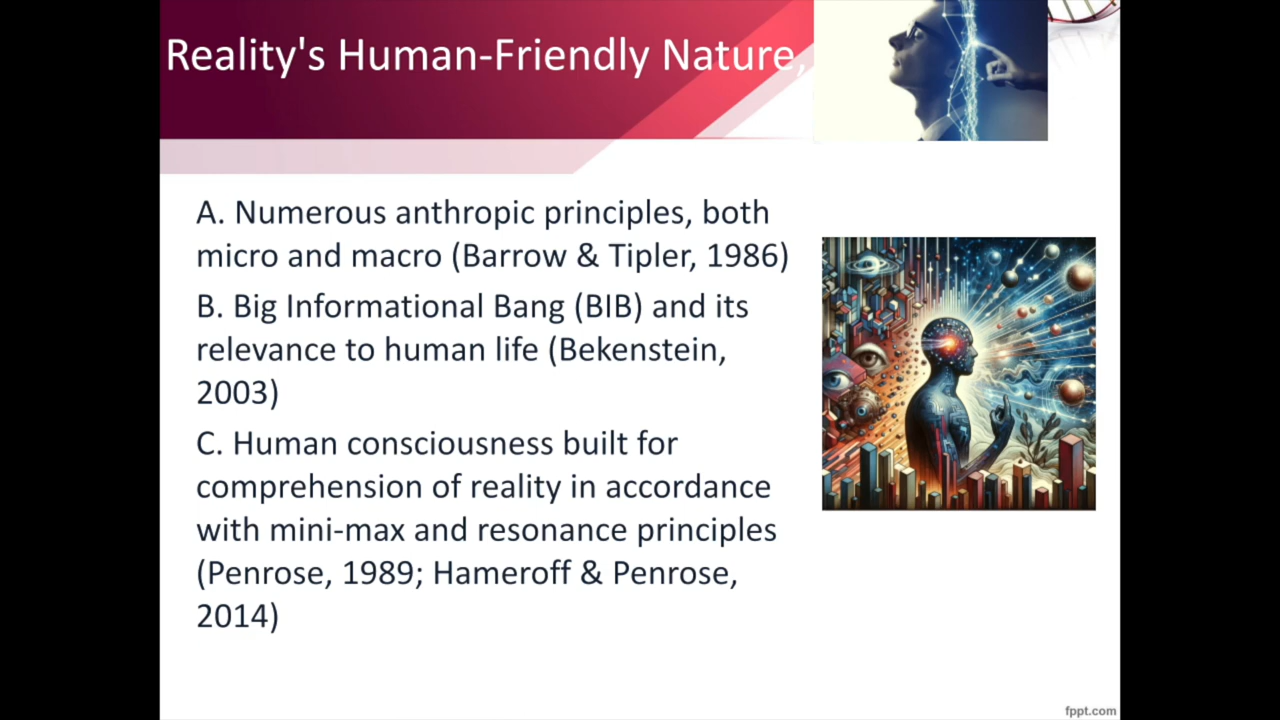 Reality's Human-Friendly Nature,
A. Numerous anthropic principles, both
micro and macro (Barrow & Tipler, 1986)
B. Big Informational Bang (BIB) and its
relevance to human life (Bekenstein,
2003)
C. Human consciousness built for
comprehension of reality in accordance
with mini-max and resonance principles
(Penrose, 1989; Hameroff & Penrose,
2014)
fppt.com